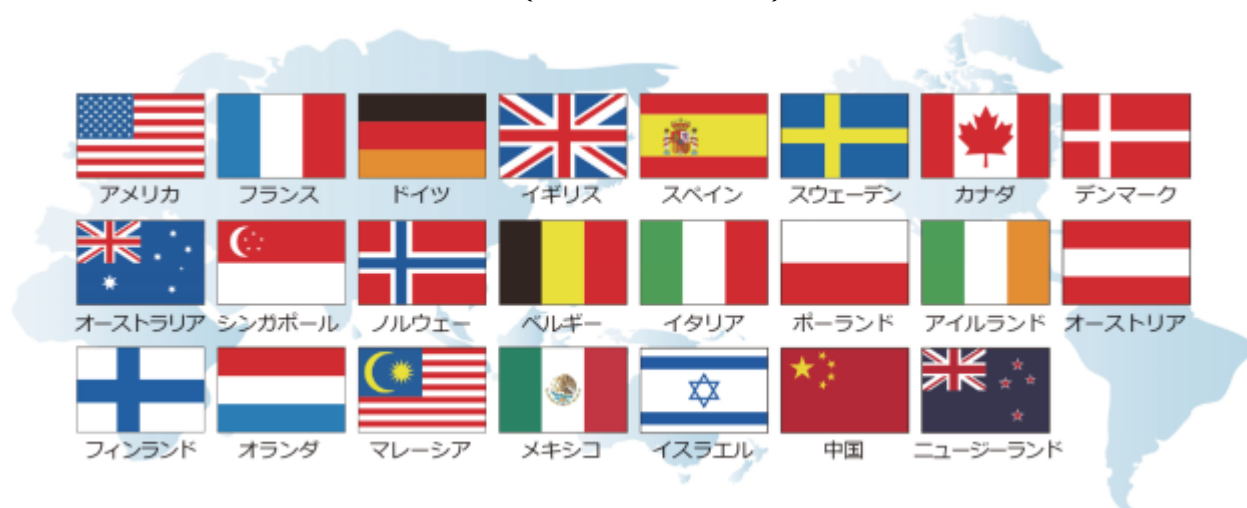 アメリカ フランス ドイツ イギリス スペイン スウェーデン カナダ デンマーク
オーストラリア シンガポール ノルウェー ベルギー イタリア ポーランド アイルランド オーストリア
フィンランド オランダ マレーシア メキシコ イスラエル 中国 ニュージーランド